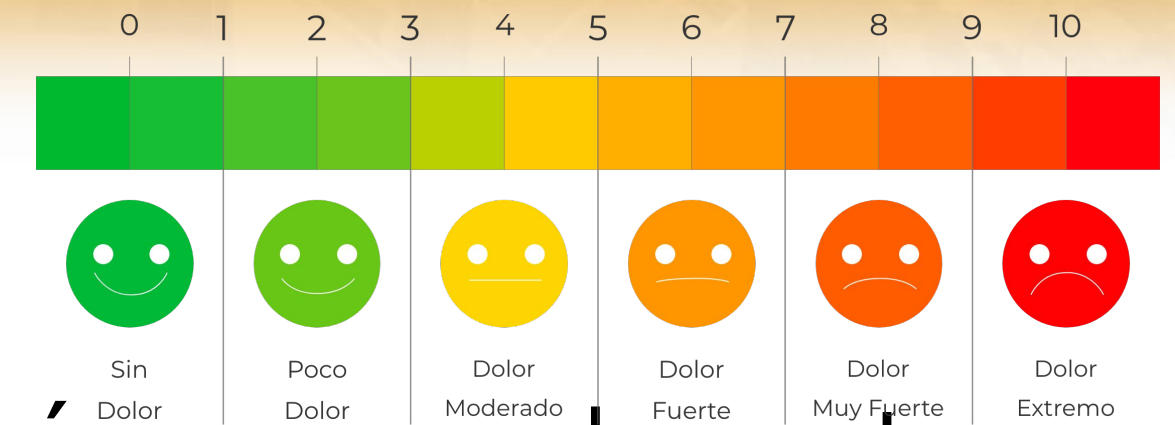 0 1 2 3 4 5 6 7 8 9 10
Sin Poco Dolor Dolor Dolor Dolor
Dolor Dolor Moderado Fuerte Muy Fuerte Extremo